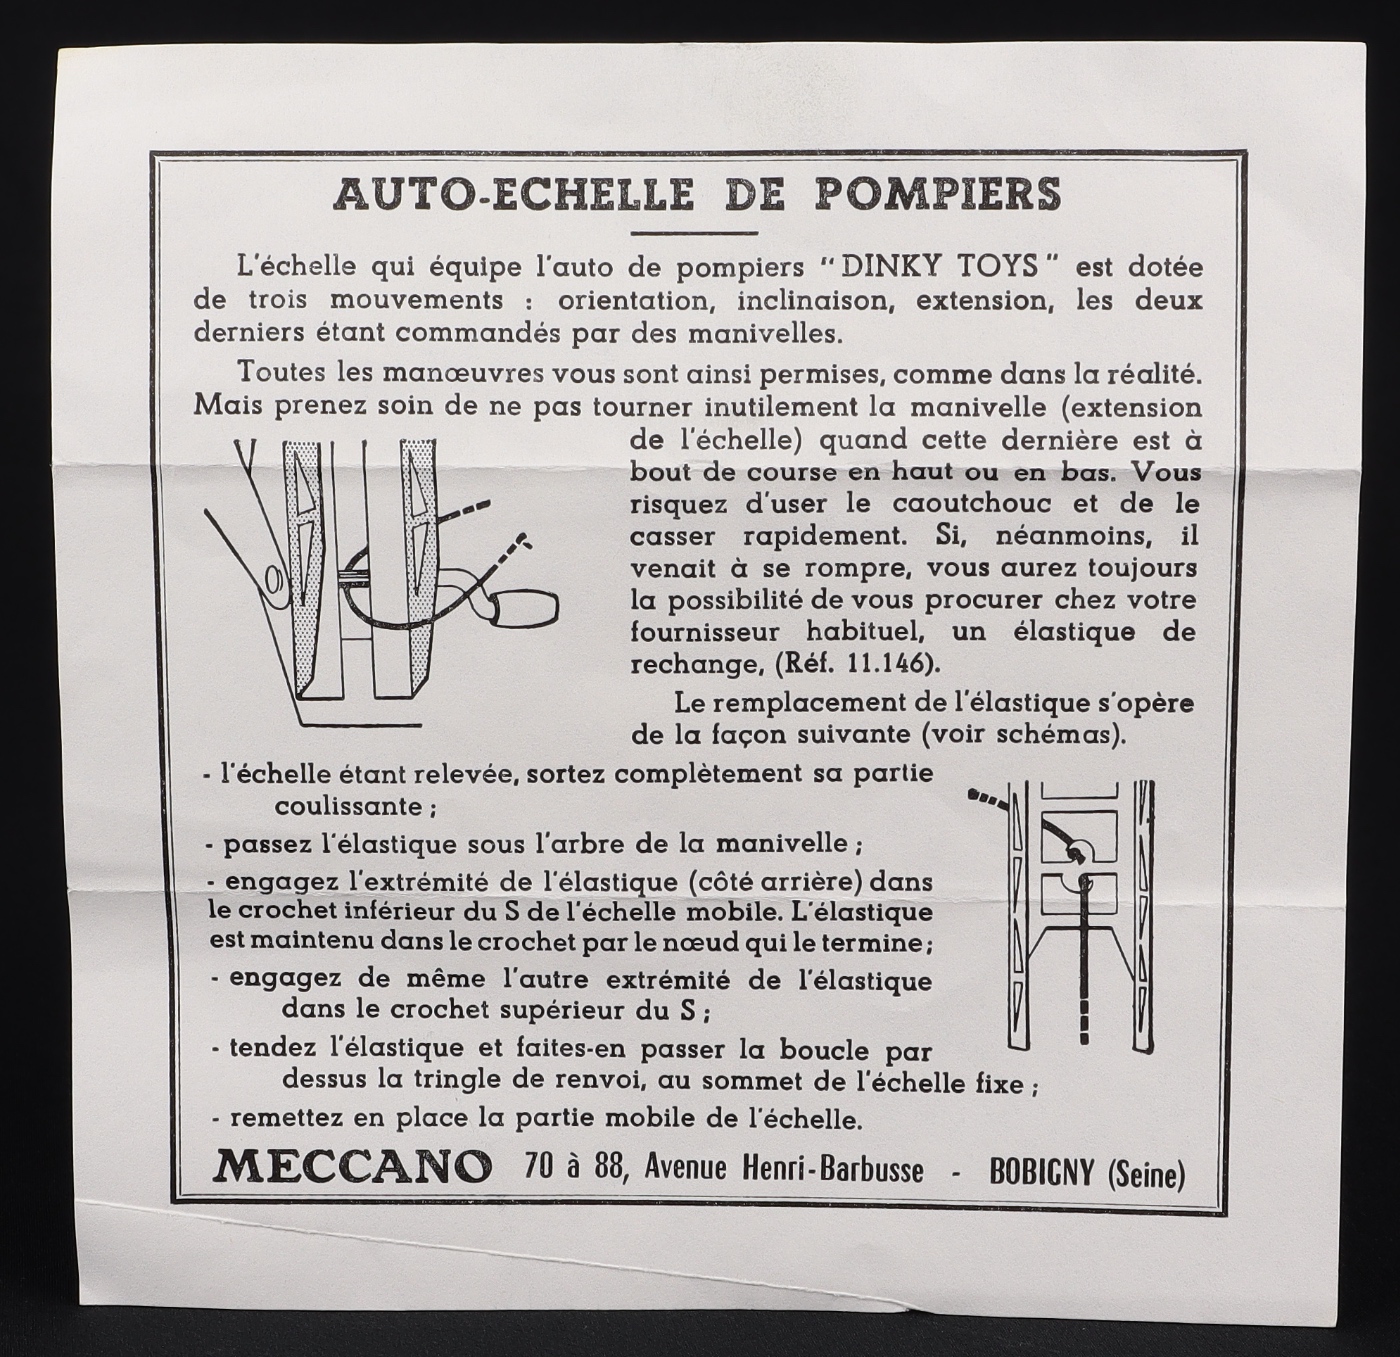 AUTO-ECHELLE DE POMPIERS
L'échelle qui équipe l'auto de pompiers "DINKY TOYS" est dotée
de trois mouvements : orientation, inclinaison, extension, les deux
derniers étant commandés par des manivelles.
Toutes les manœuvres vous sont ainsi permises, comme dans la réalité.
Mais prenez soin de ne pas tourner inutilement la manivelle (extension
de l'échelle) quand cette dernière est à
bout de course en haut ou en bas. Vous
risquez d'user le caoutchouc et de le
casser rapidement. Si, néanmoins, il
venait à se rompre, vous aurez toujours
la possibilité de vous procurer chez votre
fournisseur habituel, un élastique de
rechange, (Réf. 11.146).
Le remplacement de l'élastique s'opère
de la façon suivante (voir schémas).
- l'échelle étant relevée, sortez complètement sa partie
coulissante ;
- passez l'élastique sous l'arbre de la manivelle ;
- engagez l'extrémité de l'élastique (côté arrière) dans
le crochet inférieur du S de l'échelle mobile. L'élastique
est maintenu dans le crochet par le nœud qui le termine ;
- engagez de même l'autre extrémité de l'élastique
dans le crochet supérieur du S ;
- tendez l'élastique et faites-en passer la boucle par
dessus la tringle de renvoi, au sommet de l'échelle fixe ;
- remettez en place la partie mobile de l'échelle.
MECCANO 70 à 88, Avenue Henri-Barbusse - BOBIGNY (Seine)